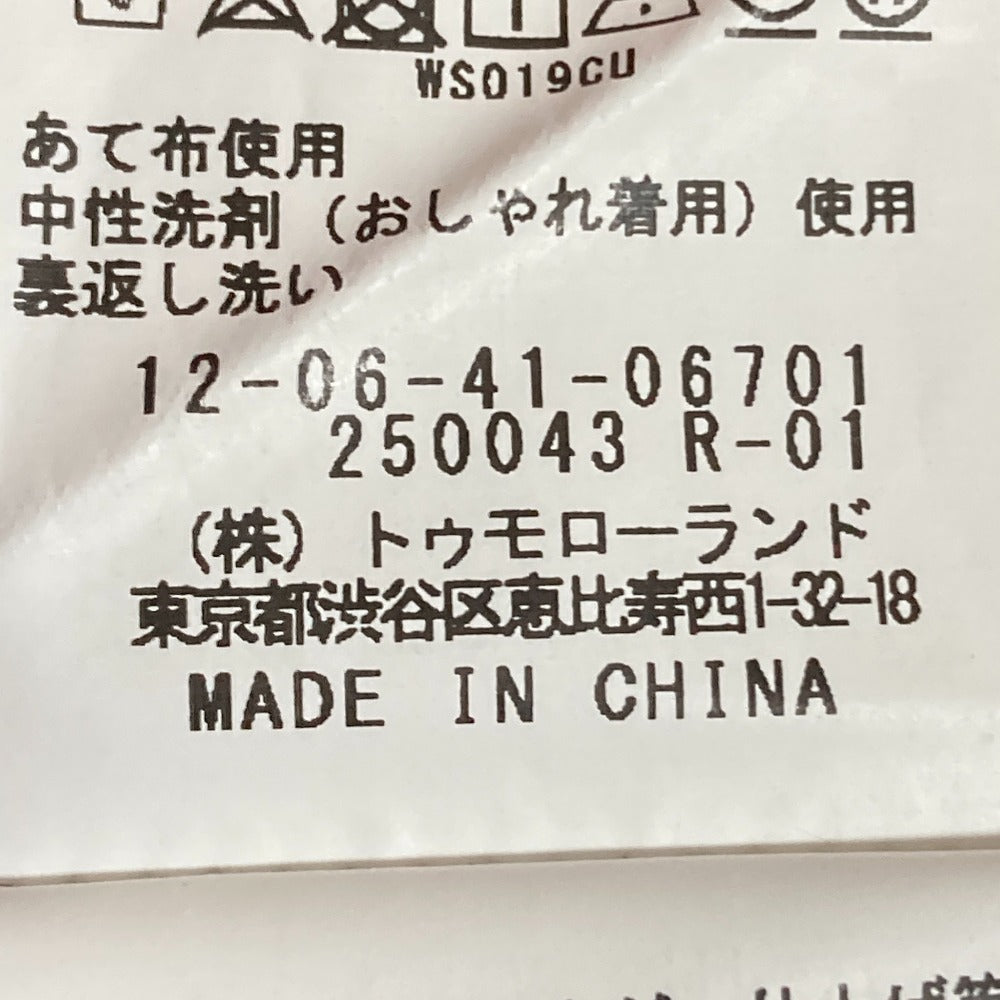 WS019CU
あて布使用
中性洗剤（おしゃれ着用）使用
裏返し洗い
12-06-41-06701
250043 R-01
（株）トゥモローランド
東京都渋谷区恵比寿西1-32-18
MADE IN CHINA